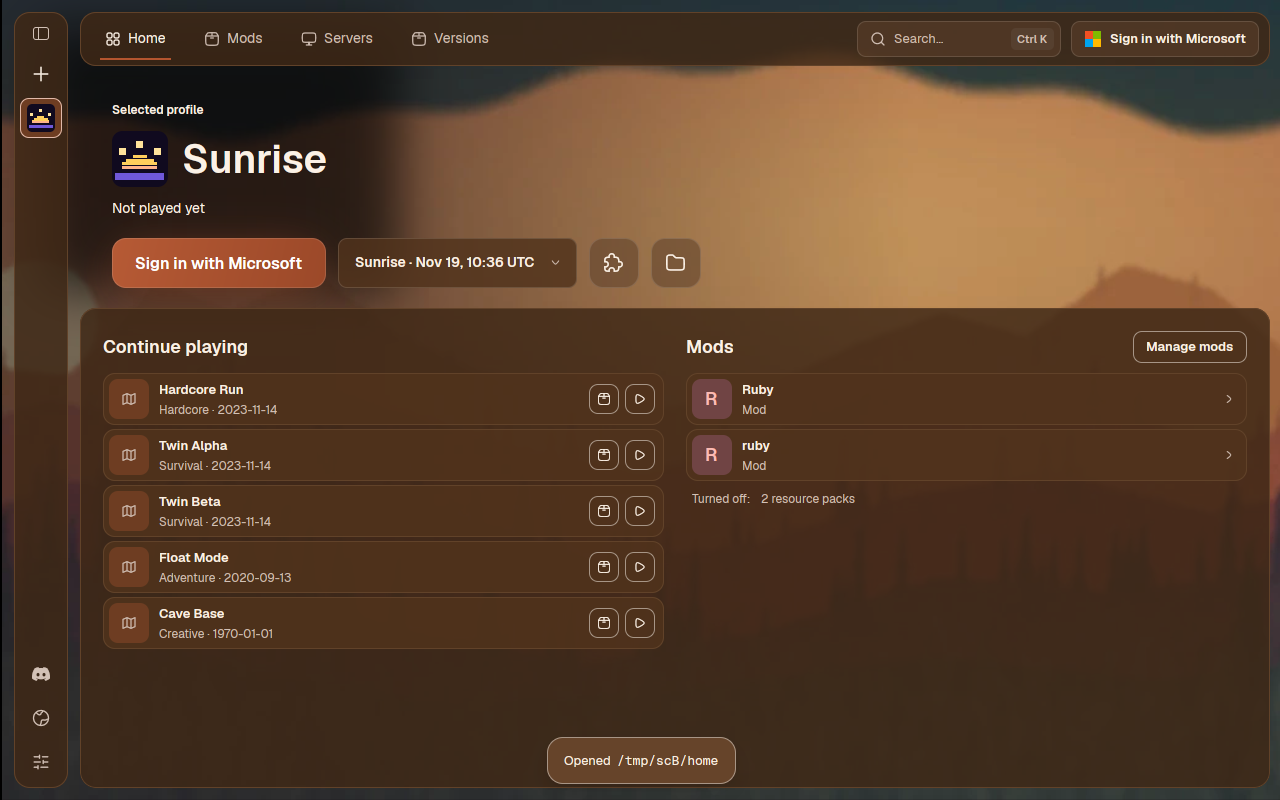 Home
Mods
Servers
Versions
Search...
Ctrl K
Sign in with Microsoft
Selected profile
Sunrise
Not played yet
Sign in with Microsoft
Sunrise · Nov 19, 10:36 UTC
Continue playing
Hardcore Run
Hardcore · 2023-11-14
Twin Alpha
Survival · 2023-11-14
Twin Beta
Survival · 2023-11-14
Float Mode
Adventure · 2020-09-13
Cave Base
Creative · 1970-01-01
Mods
Manage mods
R
Ruby
Mod
R
ruby
Mod
Turned off: 2 resource packs
Opened /tmp/scB/home